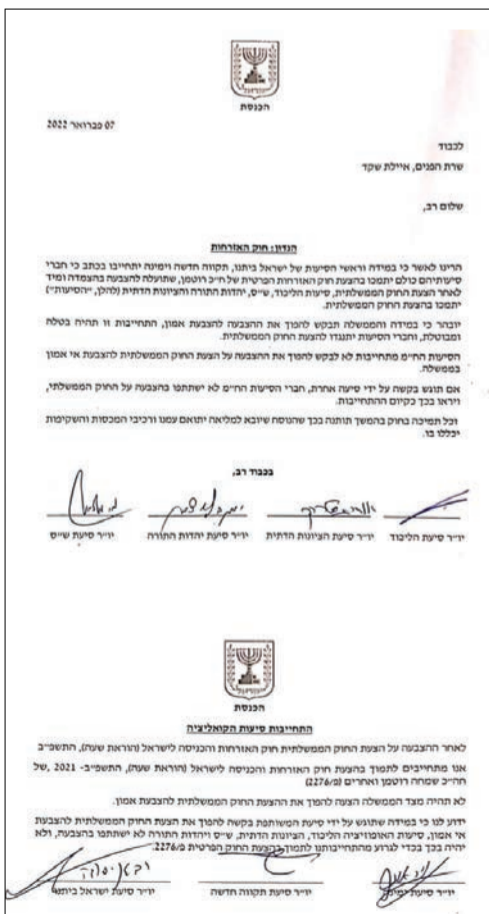 הכנסת
07 פברואר 2022
לכבוד
שרת הפנים, איילת שקד
שלום רב,
הנדון: חוק האזרחות
הרינו לאשר כי במידה וראשי הסיעות של ישראל ביתנו, תקווה חדשה וימינה יתחייבו בכתב כי חברי
סיעותיהם כולם יתמכו בהצעת חוק האזרחות הפרטית של ח״כ רוטמן, שתועלה להצבעה בהצמדה ומיד
לאחר הצעת החוק הממשלתית, סיעות הליכוד, ש״ס, יהדות התורה והציונות הדתית (להלן, ״הסיעות״)
יתמכו בהצעת החוק הממשלתית.
יובהר כי במידה והממשלה תבקש להפוך את ההצבעה להצבעת אמון, התחייבות זו תהיה בטלה
ומבוטלת, וחברי הסיעות יתנגדו להצעת החוק הממשלתית.
הסיעות הח״מ מתחייבות לא לבקש להפוך את ההצבעה על הצעת החוק הממשלתית להצבעת אי אמון
בממשלה.
אם תוגש בקשה על ידי סיעה אחרת, חברי הסיעות הח״מ לא ישתתפו בהצבעה על החוק הממשלתי,
ויראו בכך כקיום ההתחייבות.
וכל תמיכה בחוק בהמשך תותנה בכך שהנוסח שיובא למליאה יתואם עמנו ורכיבי המכסות והשקיפות
יכללו בו.
בכבוד רב,
יו״ר סיעת הליכוד יו״ר סיעת הציונות הדתית יו״ר סיעת יהדות התורה יו״ר סיעת ש״ס
הכנסת
התחייבות סיעות הקואליציה
לאחר ההצבעה על הצעת החוק הממשלתית חוק האזרחות והכניסה לישראל (הוראת שעה), התשפ״ב
אנו מתחייבים לתמוך בהצעת חוק האזרחות והכניסה לישראל (הוראת שעה), התשפ״ב- 2021, של
חה״כ שמחה רוטמן ואחרים (פ/2276)
לא תהיה מצד הממשלה הצעה להפוך את ההצעת החוק הממשלתית להצבעת אמון.
ידוע לנו כי במידה שתוגש על ידי סיעת המשותפת בקשה להפוך את הצעת החוק הממשלתית להצבעת
אי אמון, סיעות האופוזיציה הליכוד, הציונות הדתית, ש״ס ויהדות התורה לא ישתתפו בהצבעה, ולא
יהיה בכך בכדי לגרוע מהתחייבותנו לתמוך בהצעת החוק הפרטית פ/2276.
יו״ר סיעת ימינה יו״ר סיעת תקווה חדשה יו״ר סיעת ישראל ביתנו